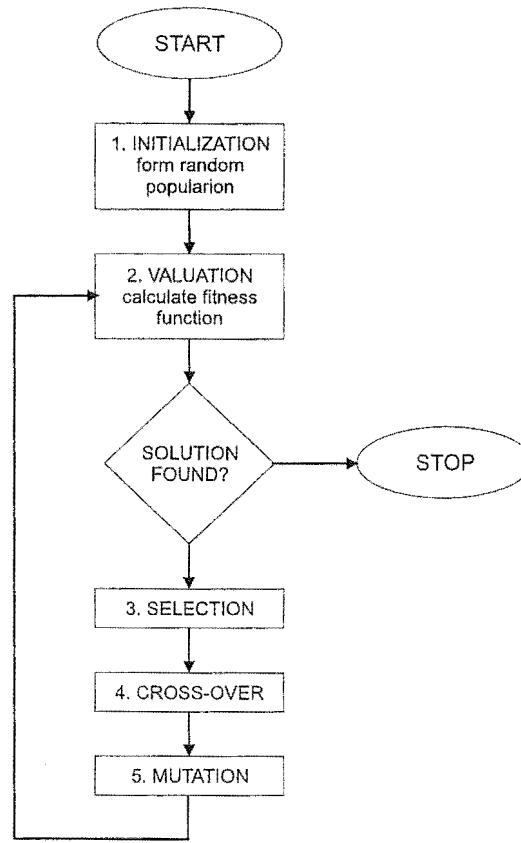 START
1. INITIALIZATION
form random
popularion
2. VALUATION
calculate fitness
function
SOLUTION
FOUND?
STOP
3. SELECTION
4. CROSS-OVER
5. MUTATION